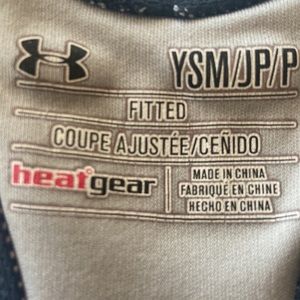 YSM/JP/P
FITTED
COUPE AJUSTÉE/CEÑIDO
heatgear
MADE IN CHINA
FABRIQUÉ EN CHINE
HECHO EN CHINA